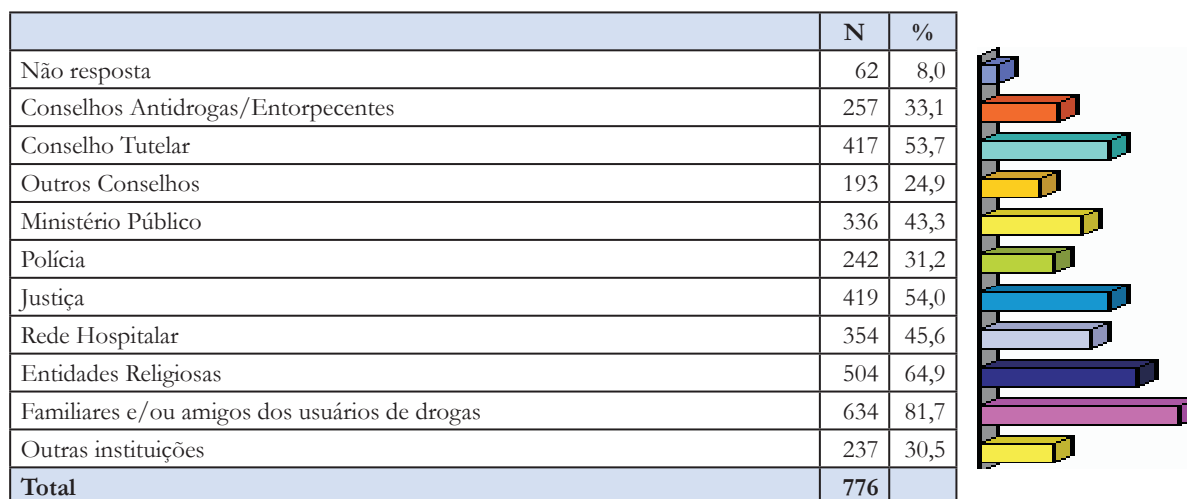 N %
Não resposta 62 8,0
Conselhos Antidrogas/Entorpecentes 257 33,1
Conselho Tutelar 417 53,7
Outros Conselhos 193 24,9
Ministério Público 336 43,3
Polícia 242 31,2
Justiça 419 54,0
Rede Hospitalar 354 45,6
Entidades Religiosas 504 64,9
Familiares e/ou amigos dos usuários de drogas 634 81,7
Outras instituições 237 30,5
Total 776